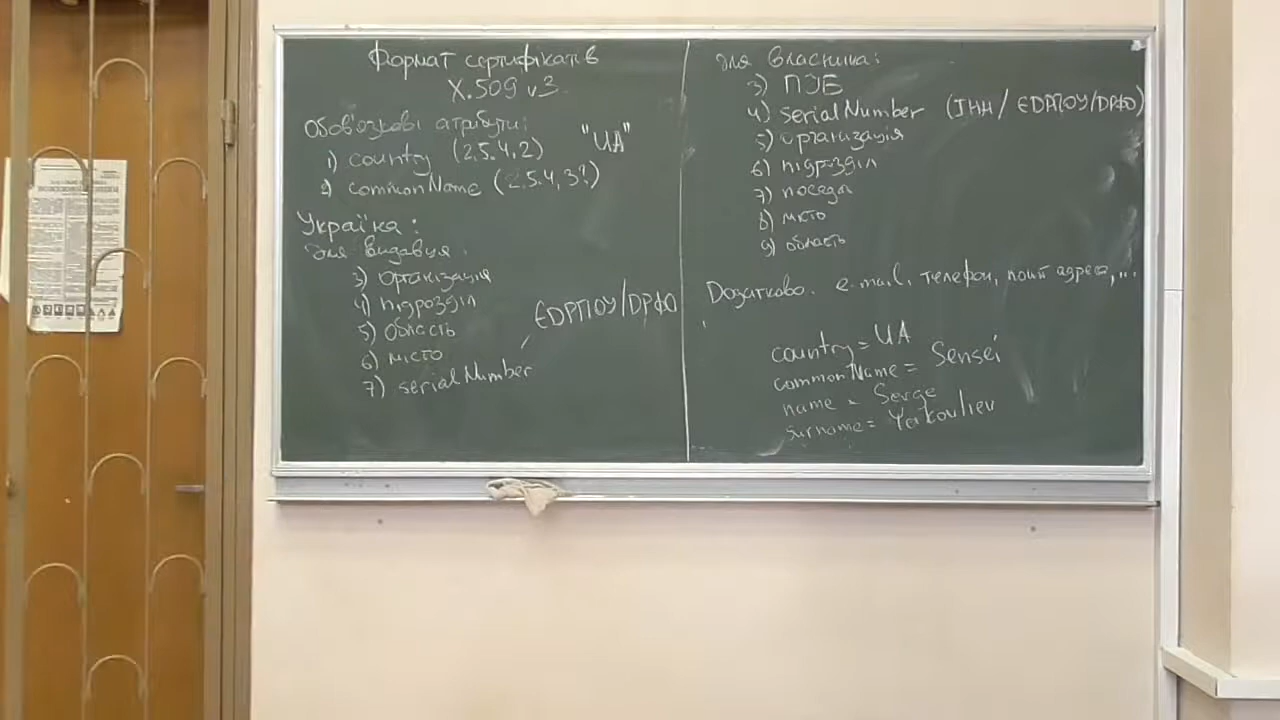 Формат сертифікатів
X.509 v3
Обов'язкові атрибути:
1) country (2.5.4.2) "UA"
2) commonName (2.5.4.3?)
Україна:
для видавця:
3) Організація
4) підрозділ
5) Область
6) місто
7) serialNumber ЄДРПОУ/ДРФО
для власника:
3) ПІБ
4) serialNumber (ІНН / ЄДРПОУ/ДРФО)
5) організація
6) підрозділ
7) посада
8) місто
9) область
Додатково: e-mail, телефон, пошт адреса,...
country = UA
commonName = Sensei
name = Serge
surname = Yakovliev